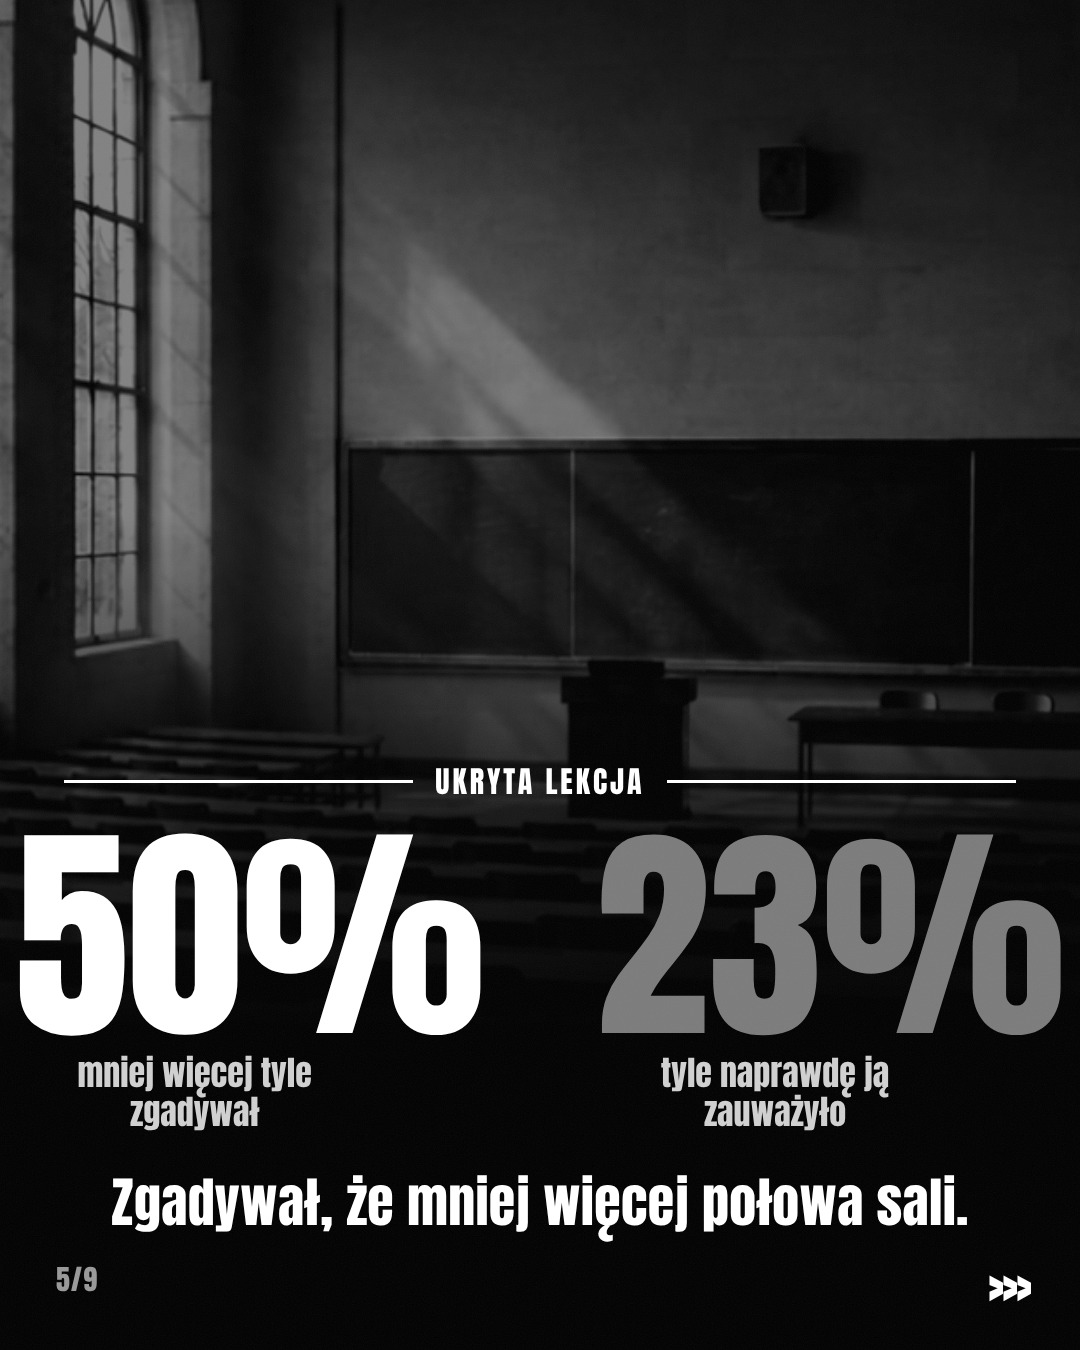 UKRYTA LEKCJA
50% 23%
mniej więcej tyle
zgadywał
tyle naprawdę ją
zauważyło
Zgadywał, że mniej więcej połowa sali.
5/9
>>>